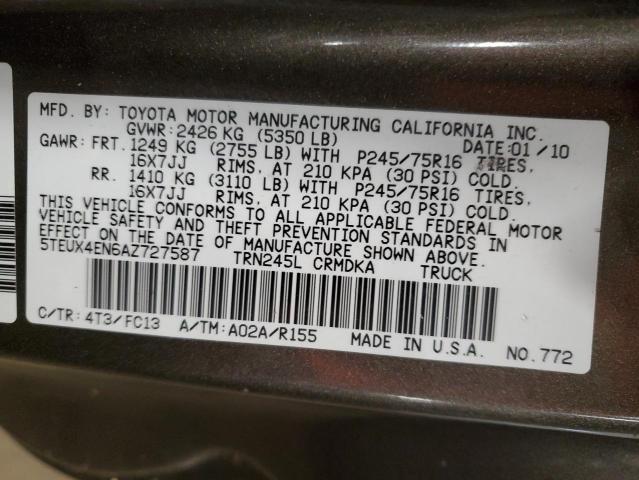 MFD. BY: TOYOTA MOTOR MANUFACTURING CALIFORNIA INC.
GVWR: 2426 KG (5350 LB) DATE: 01 /10
GAWR: FRT. 1249 KG (2755 LB) WITH P245/75R16 TIRES,
16X7JJ RIMS, AT 210 KPA (30 PSI) COLD.
RR. 1410 KG (3110 LB) WITH P245/75R16 TIRES,
16X7JJ RIMS, AT 210 KPA (30 PSI) COLD.
THIS VEHICLE CONFORMS TO ALL APPLICABLE FEDERAL MOTOR
VEHICLE SAFETY AND THEFT PREVENTION STANDARDS IN
EFFECT ON THE DATE OF MANUFACTURE SHOWN ABOVE.
5TEUX4EN6AZ727587 TRN245L CRMDKA TRUCK
C/TR: 4T3/FC13 A/TM: A02A/R155 MADE IN U.S.A. NO. 772